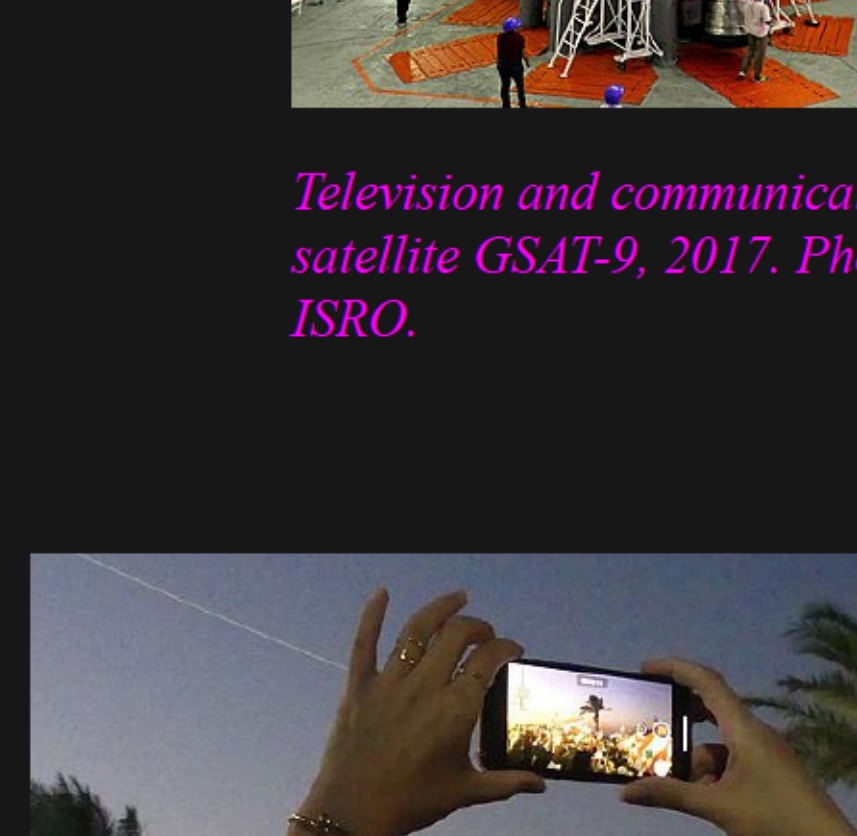 Television and communica
satellite GSAT-9, 2017. Ph
ISRO.